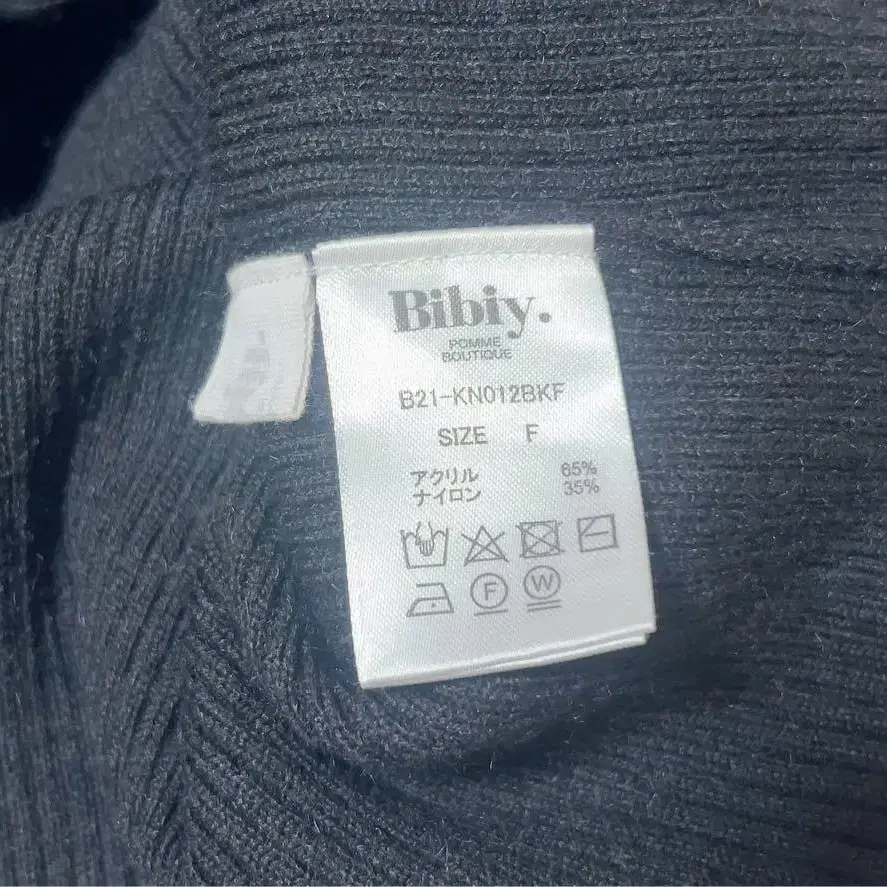 Bibiy.
POMME
BOUTIQUE
B21-KN012BKF
SIZE F
アクリル 65%
ナイロン 35%
F W